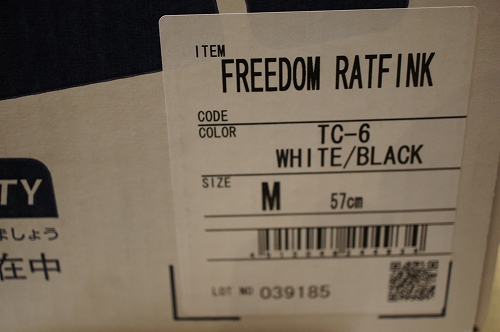 ITEM
FREEDOM RATFINK
CODE
COLOR
TC-6
WHITE/BLACK
SIZE
M 57cm
LOT NO 039185
TY
ましょう
在中